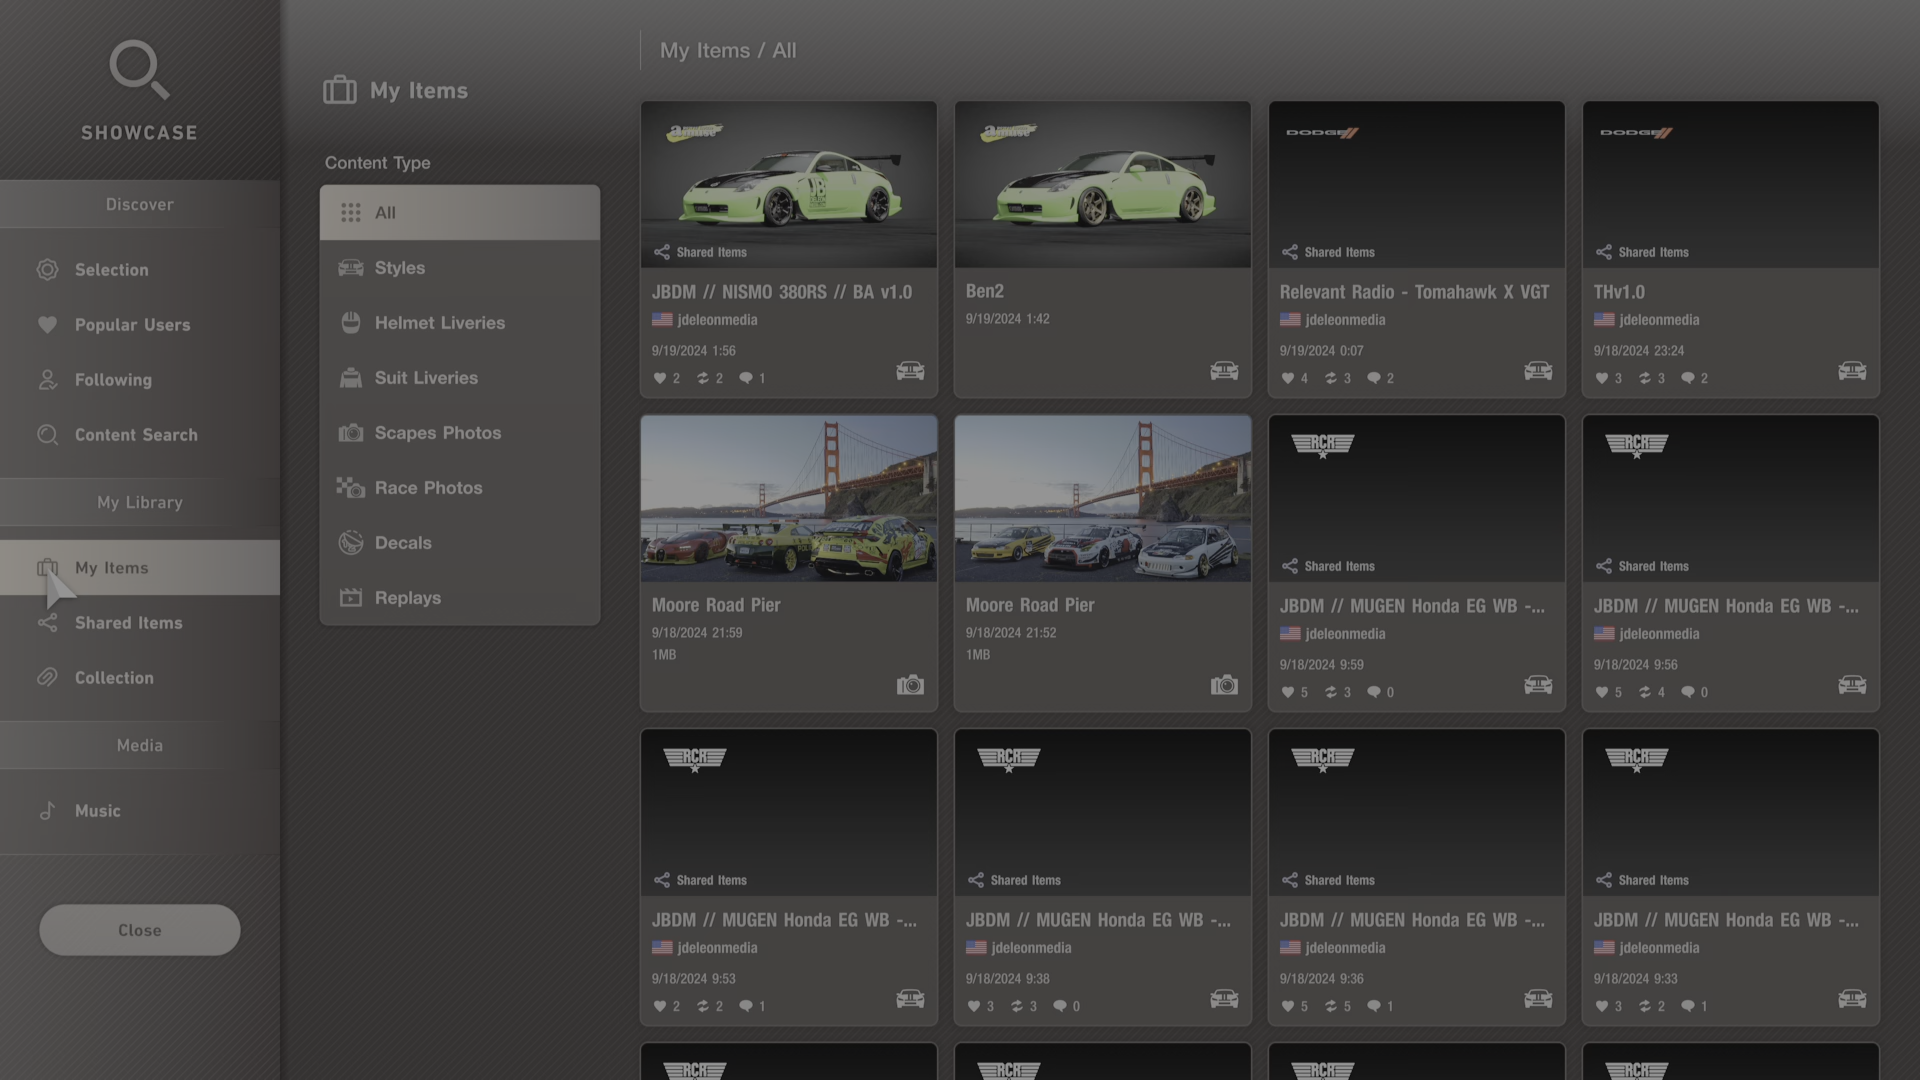 SHOWCASE
Discover
Selection
Popular Users
Following
Content Search
My Library
My Items
Shared Items
Collection
Media
Music
Close
My Items
Content Type
All
Styles
Helmet Liveries
Suit Liveries
Scapes Photos
Race Photos
Decals
Replays
My Items / All
amuse
Shared Items
JBDM // NISMO 380RS // BA v1.0
jdeleonmedia
9/19/2024 1:56
2 2 1
amuse
Ben2
9/19/2024 1:42
DODGE
Shared Items
Relevant Radio - Tomahawk X VGT
jdeleonmedia
9/19/2024 0:07
4 3 2
DODGE
Shared Items
THv1.0
jdeleonmedia
9/18/2024 23:24
3 3 2
Moore Road Pier
9/18/2024 21:59
1MB
Moore Road Pier
9/18/2024 21:52
1MB
RCR
Shared Items
JBDM // MUGEN Honda EG WB -...
jdeleonmedia
9/18/2024 9:59
5 3 0
RCR
Shared Items
JBDM // MUGEN Honda EG WB -...
jdeleonmedia
9/18/2024 9:56
5 4 0
RCR
Shared Items
JBDM // MUGEN Honda EG WB -...
jdeleonmedia
9/18/2024 9:53
2 2 1
RCR
Shared Items
JBDM // MUGEN Honda EG WB -...
jdeleonmedia
9/18/2024 9:38
3 3 0
RCR
Shared Items
JBDM // MUGEN Honda EG WB -...
jdeleonmedia
9/18/2024 9:36
5 5 1
RCR
Shared Items
JBDM // MUGEN Honda EG WB -...
jdeleonmedia
9/18/2024 9:33
3 2 1
RCR
RCR
RCR
RCR